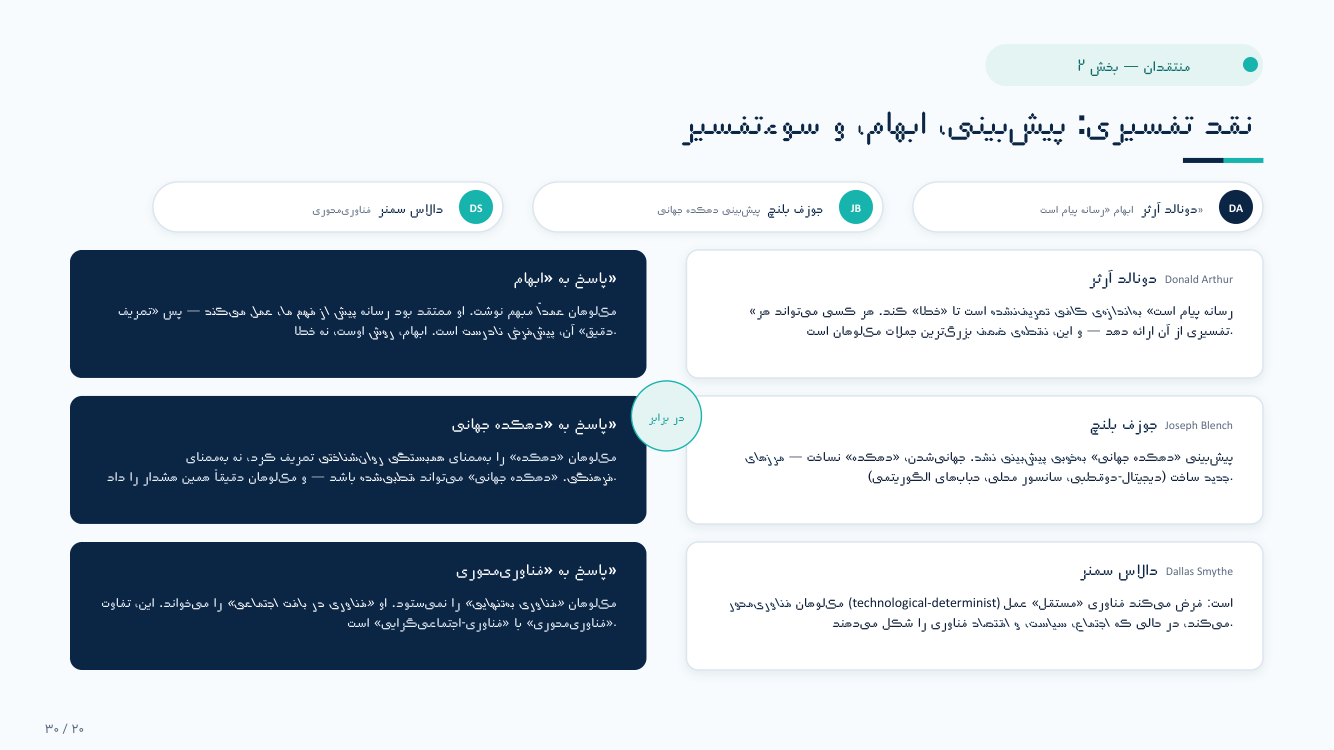 منتقدان — بخش ۲
نقد تفسیری: پیش‌بینی، ابهام، و سوءتفسیر
DA دونالد آرثر ابهام «رسانه پیام است»
JB جوزف بلنچ پیش‌بینی دهکده جهانی
DS دالاس سمنر فناوری‌محوری
دونالد آرثر Donald Arthur
رسانه پیام است» به‌اندازه‌ی کافی تعریف‌نشده است تا «خطا» کند. هر کسی می‌تواند هر»
تفسیری از آن ارائه دهد — و این، نقطه‌ی ضعف بزرگ‌ترین جملات مک‌لوهان است.
پاسخ به «ابهام»
مک‌لوهان عمداً مبهم نوشت. او معتقد بود رسانه پیش از فهم ما، عمل می‌کند — پس «تعریف
دقیق» آن، پیش‌فرض نادرست است. ابهام، روش اوست، نه خطا.
در برابر
جوزف بلنچ Joseph Blench
پیش‌بینی «دهکده جهانی» به‌خوبی پیش‌بینی نشد. جهانی‌شدن، «دهکده» نساخت — مرزهای
جدید ساخت (دیجیتال-دوقطبی، سانسور محلی، حباب‌های الگوریتمی).
پاسخ به «دهکده جهانی»
مک‌لوهان «دهکده» را به‌معنای همبستگی روان‌شناختی تعریف کرد، نه به‌معنای
فرهنگی. «دهکده جهانی» می‌تواند قطبی‌شده باشد — و مک‌لوهان دقیقاً همین هشدار را داد.
دالاس سمنر Dallas Smythe
است: فرض می‌کند فناوری «مستقل» عمل (technological-determinist) مک‌لوهان فناوری‌محور
می‌کند، در حالی که اجتماع، سیاست، و اقتصاد فناوری را شکل می‌دهند.
پاسخ به «فناوری‌محوری»
مک‌لوهان «فناوری به‌تنهایی» را نمی‌ستود. او «فناوری در بافت اجتماعی» را می‌خواند. این، تفاوت
«فناوری‌محوری» با «فناوری-اجتماعی‌گرایی» است.
۳۰ / ۲۰